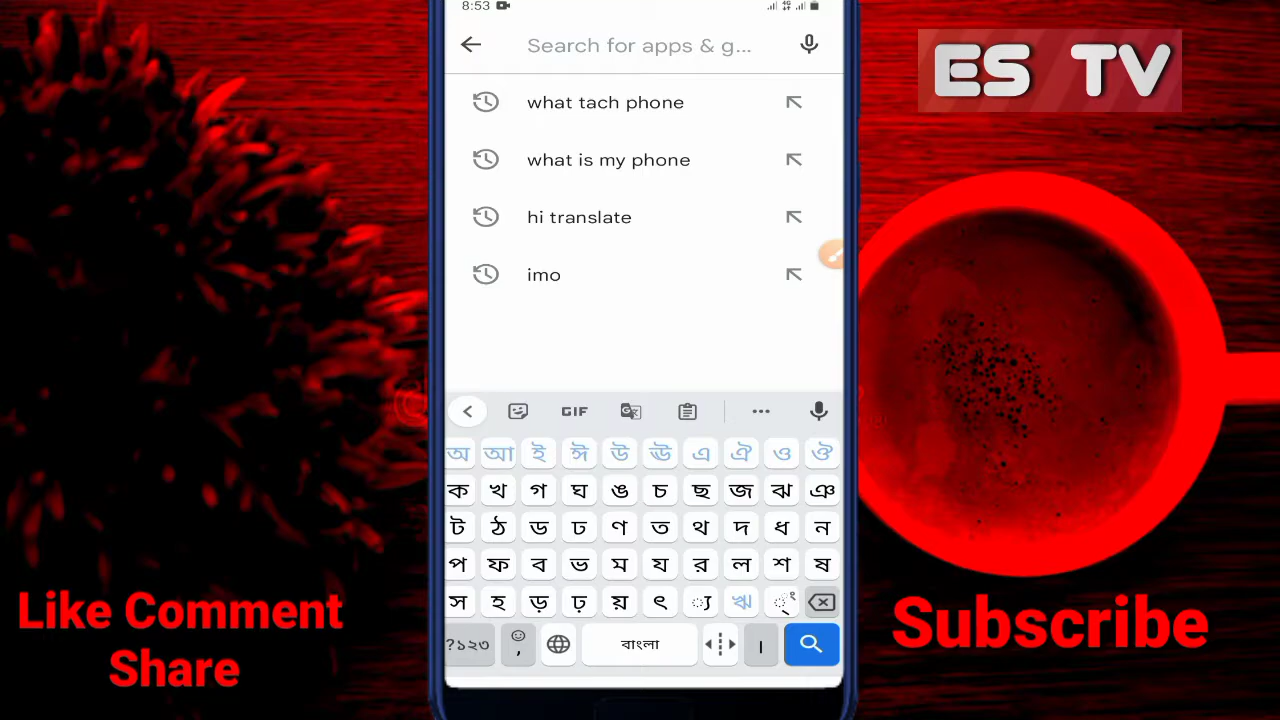 8:53
ES TV
Search for apps & g...
what tach phone
what is my phone
hi translate
imo
GIF
অ আ ই ঈ উ ঊ এ ঐ ও ঔ
ক খ গ ঘ ঙ চ ছ জ ঝ ঞ
ট ঠ ড ঢ ণ ত থ দ ধ ন
প ফ ব ভ ম য র ল শ ষ
স হ ড় ঢ় য় ৎ ্য ঋ
?১২৩ , বাংলা ।
Like Comment
Share
Subscribe